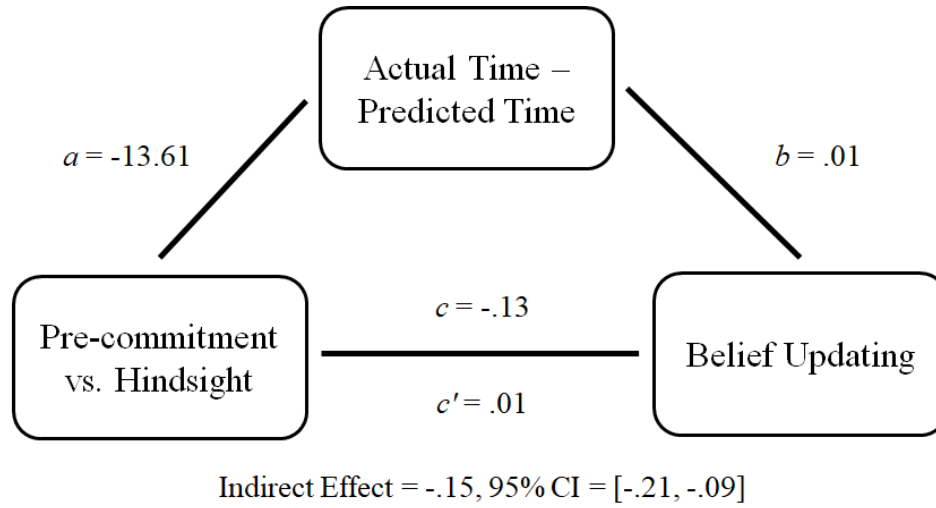 Actual Time –
Predicted Time
a = -13.61
b = .01
Pre-commitment
vs. Hindsight
c = -.13
c' = .01
Belief Updating
Indirect Effect = -.15, 95% CI = [-.21, -.09]